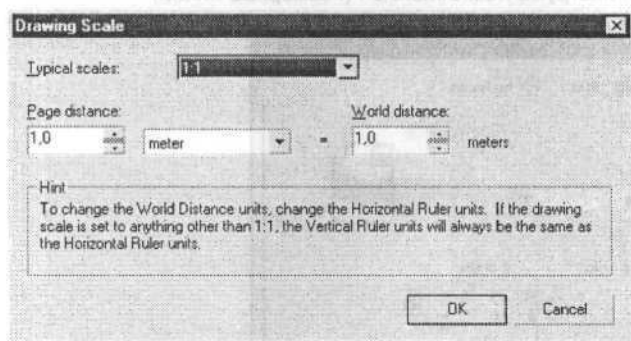 Drawing Scale
Typical scales: 1:1
Page distance: World distance:
1,0 meter = 1,0 meters
Hint
To change the World Distance units, change the Horizontal Ruler units. If the drawing
scale is set to anything other than 1:1, the Vertical Ruler units will always be the same as
the Horizontal Ruler units.
OK Cancel